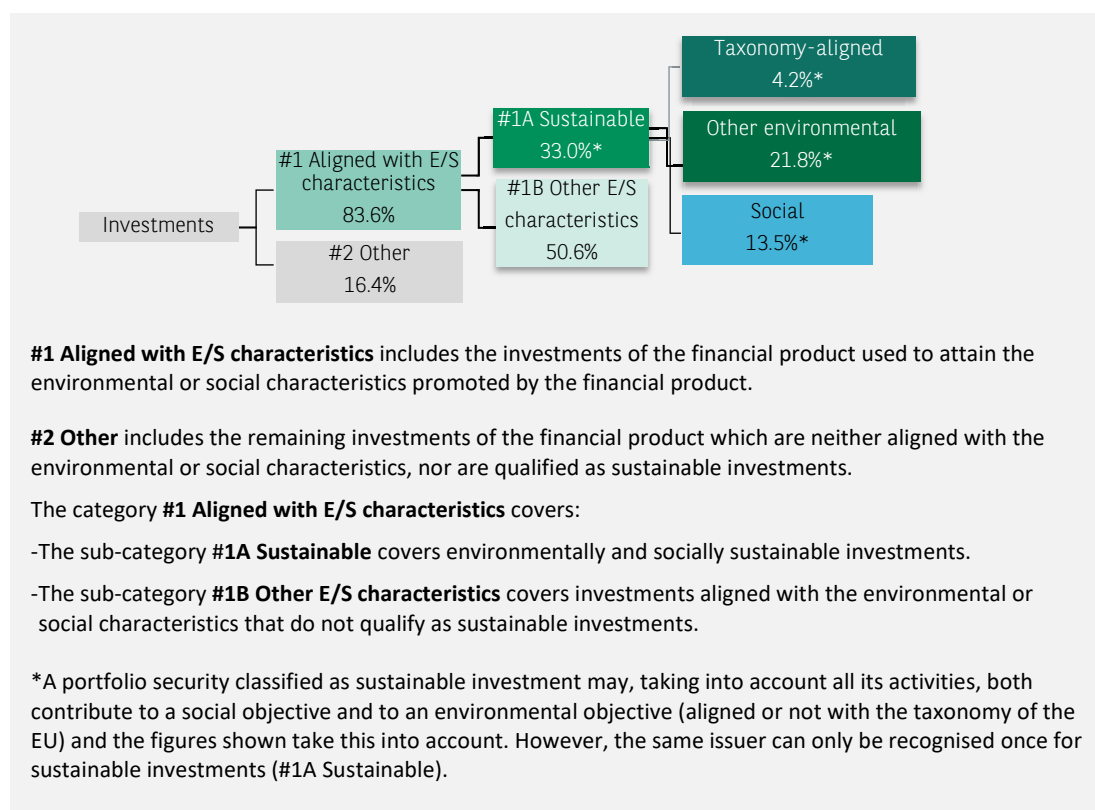 Taxonomy-aligned
4.2%*
#1A Sustainable
33.0%*
Other environmental
21.8%*
#1 Aligned with E/S
characteristics
83.6%
#1B Other E/S
characteristics
50.6%
Social
13.5%*
Investments
#2 Other
16.4%
#1 Aligned with E/S characteristics includes the investments of the financial product used to attain the
environmental or social characteristics promoted by the financial product.
#2 Other includes the remaining investments of the financial product which are neither aligned with the
environmental or social characteristics, nor are qualified as sustainable investments.
The category #1 Aligned with E/S characteristics covers:
-The sub-category #1A Sustainable covers environmentally and socially sustainable investments.
-The sub-category #1B Other E/S characteristics covers investments aligned with the environmental or
social characteristics that do not qualify as sustainable investments.
*A portfolio security classified as sustainable investment may, taking into account all its activities, both
contribute to a social objective and to an environmental objective (aligned or not with the taxonomy of the
EU) and the figures shown take this into account. However, the same issuer can only be recognised once for
sustainable investments (#1A Sustainable).